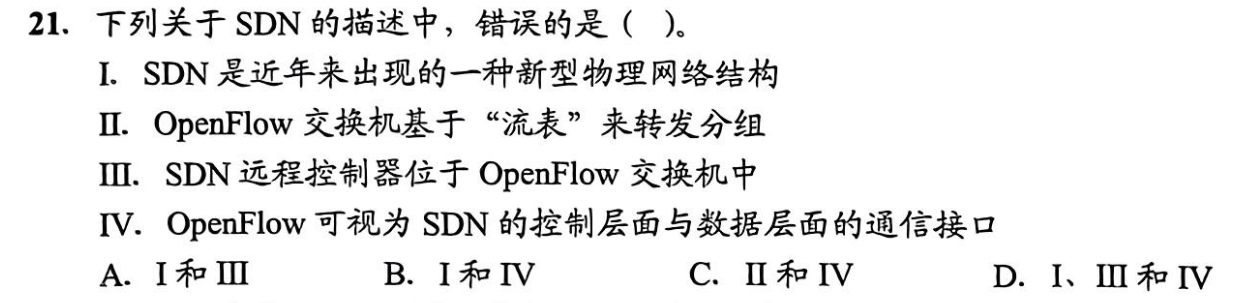 21. 下列关于 SDN 的描述中，错误的是（ ）。
I. SDN 是近年来出现的一种新型物理网络结构
II. OpenFlow 交换机基于“流表”来转发分组
III. SDN 远程控制器位于 OpenFlow 交换机中
IV. OpenFlow 可视为 SDN 的控制层面与数据层面的通信接口
A. I 和 III B. I 和 IV C. II 和 IV D. I、III 和 IV